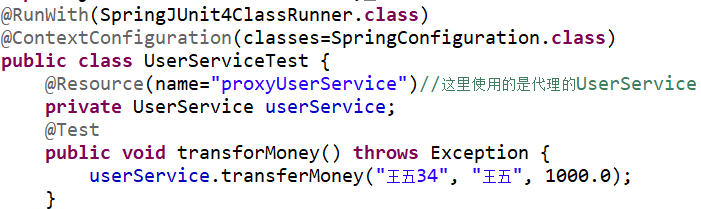 @RunWith(SpringJUnit4ClassRunner.class)
@ContextConfiguration(classes=SpringConfiguration.class)
public class UserServiceTest {
    @Resource(name="proxyUserService")//这里使用的是代理的UserService
    private UserService userService;
    @Test
    public void transforMoney() throws Exception {
        userService.transferMoney("王五34", "王五", 1000.0);
    }